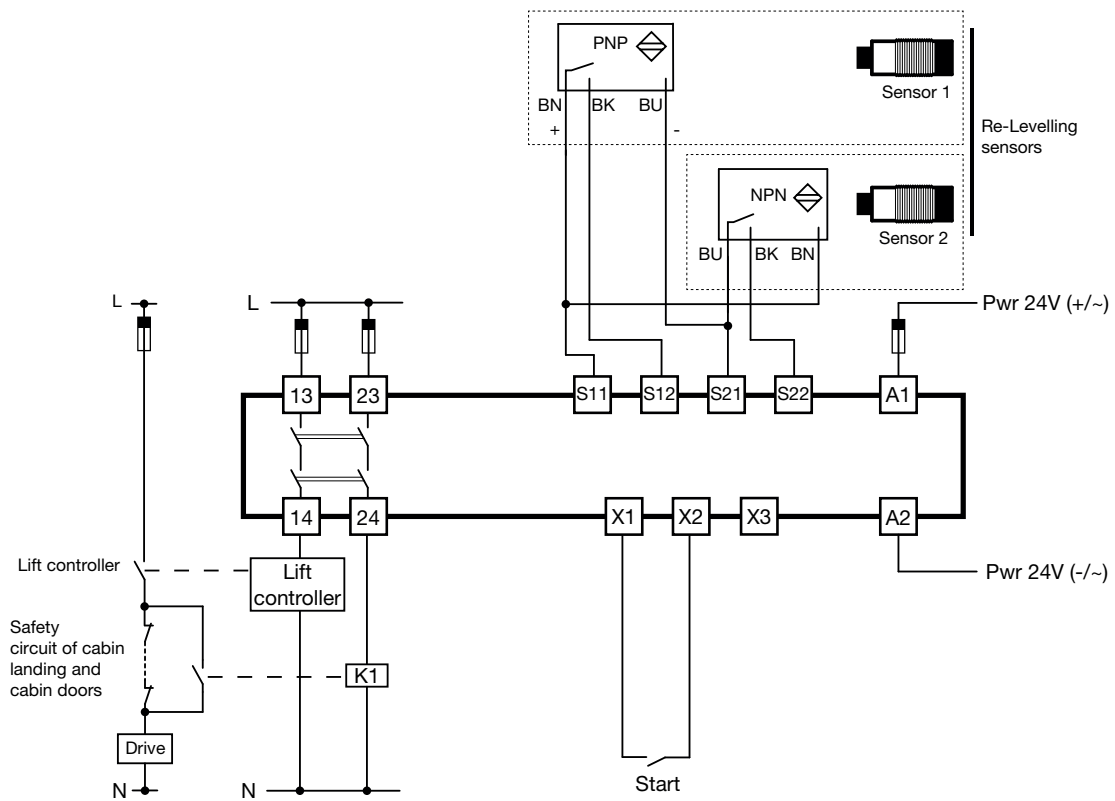 PNP
Sensor 1
BN
BK
BU
+
-
Re-Levelling
sensors
NPN
Sensor 2
BU
BK
BN
L
L
Pwr 24V (+/~)
13
23
S11
S12
S21
S22
A1
14
24
X1
X2
X3
A2
Lift controller
Lift
controller
Pwr 24V (-/~)
Safety
circuit of cabin
landing and
cabin doors
K1
Drive
Start
N
N